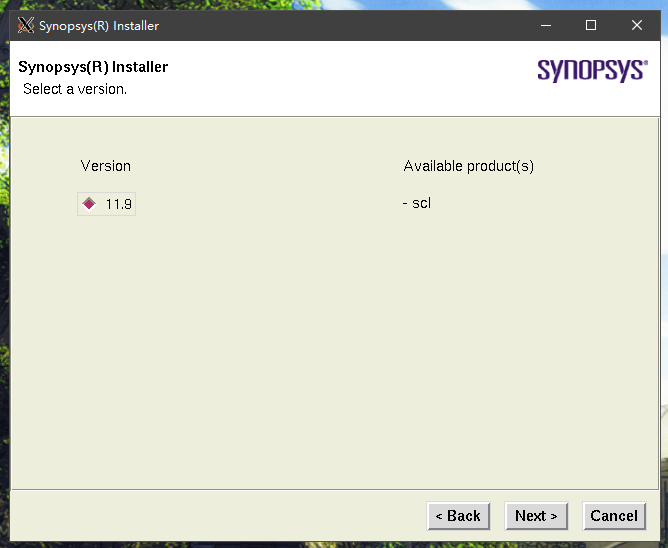 Synopsys(R) Installer
Synopsys(R) Installer
SYNOPSYS®
Select a version.
Version Available product(s)
11.9 - scl
< Back Next > Cancel